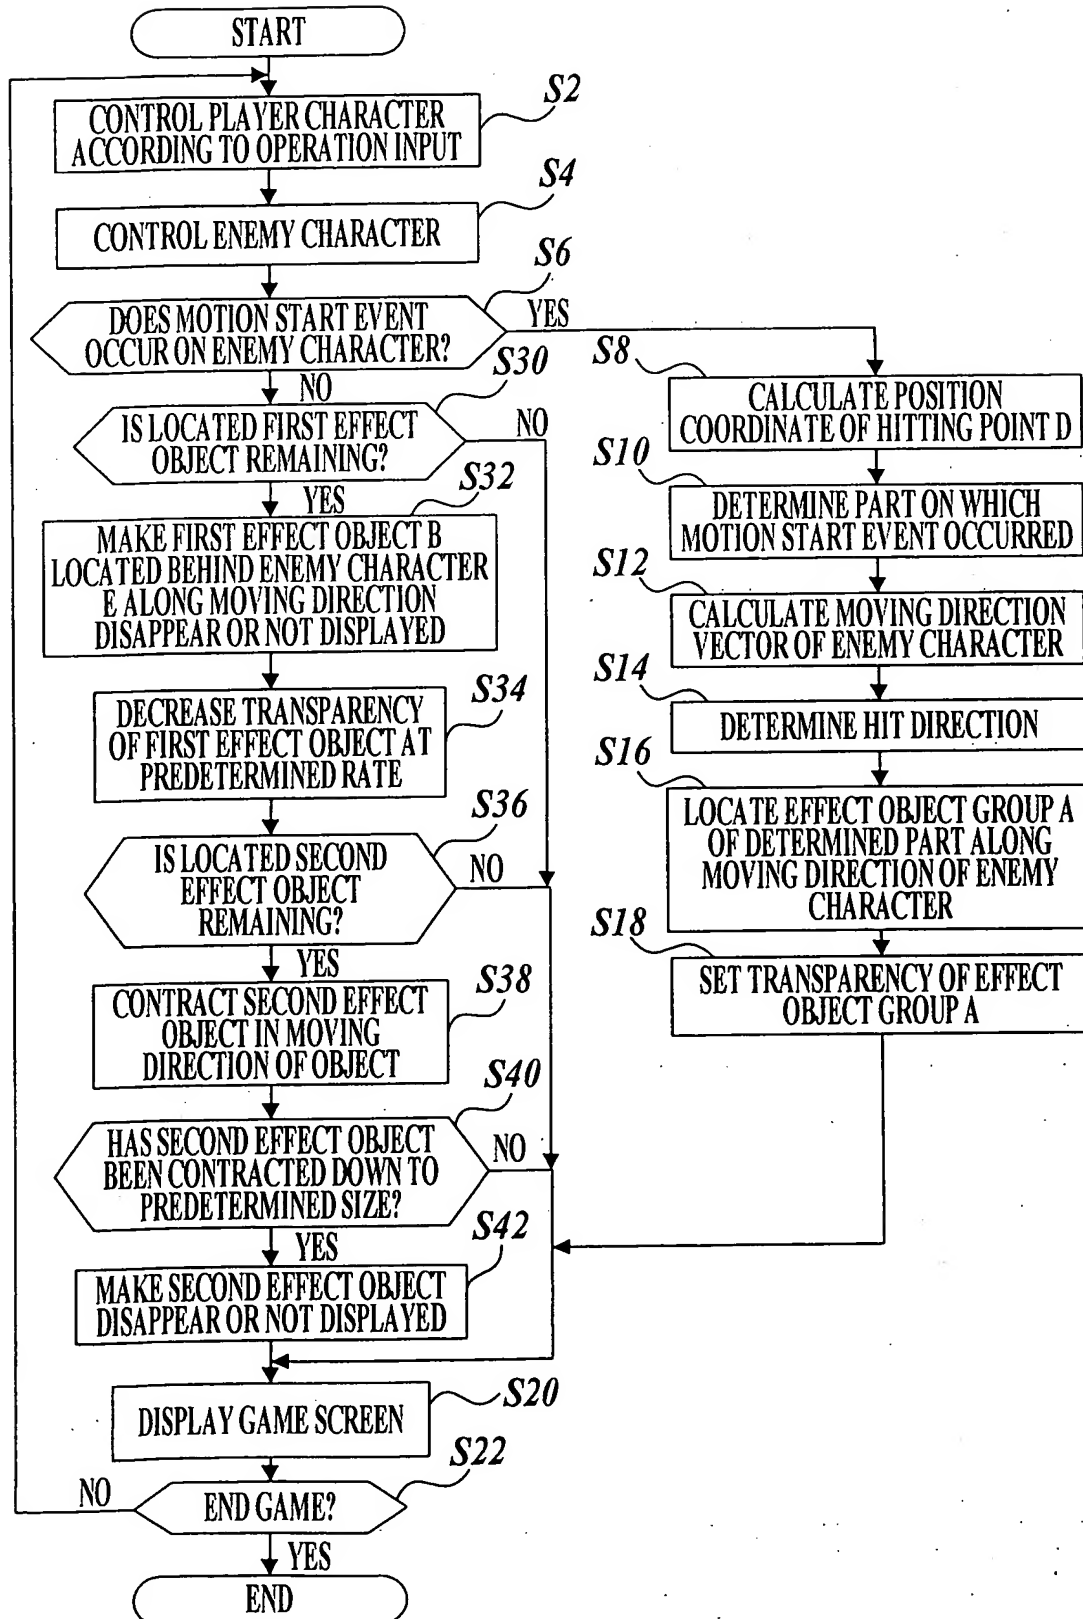 START
S2
CONTROL PLAYER CHARACTER
ACCORDING TO OPERATION INPUT
S4
CONTROL ENEMY CHARACTER
S6
DOES MOTION START EVENT
OCCUR ON ENEMY CHARACTER?
YES
NO
S30
IS LOCATED FIRST EFFECT
OBJECT REMAINING?
NO
YES
S32
MAKE FIRST EFFECT OBJECT B
LOCATED BEHIND ENEMY CHARACTER
E ALONG MOVING DIRECTION
DISAPPEAR OR NOT DISPLAYED
S34
DECREASE TRANSPARENCY
OF FIRST EFFECT OBJECT AT
PREDETERMINED RATE
S36
IS LOCATED SECOND
EFFECT OBJECT
REMAINING?
NO
YES
S38
CONTRACT SECOND EFFECT
OBJECT IN MOVING
DIRECTION OF OBJECT
S40
HAS SECOND EFFECT OBJECT
BEEN CONTRACTED DOWN TO
PREDETERMINED SIZE?
NO
YES
S42
MAKE SECOND EFFECT OBJECT
DISAPPEAR OR NOT DISPLAYED
S8
CALCULATE POSITION
COORDINATE OF HITTING POINT D
S10
DETERMINE PART ON WHICH
MOTION START EVENT OCCURRED
S12
CALCULATE MOVING DIRECTION
VECTOR OF ENEMY CHARACTER
S14
DETERMINE HIT DIRECTION
S16
LOCATE EFFECT OBJECT GROUP A
OF DETERMINED PART ALONG
MOVING DIRECTION OF ENEMY
CHARACTER
S18
SET TRANSPARENCY OF EFFECT
OBJECT GROUP A
S20
DISPLAY GAME SCREEN
S22
END GAME?
NO
YES
END